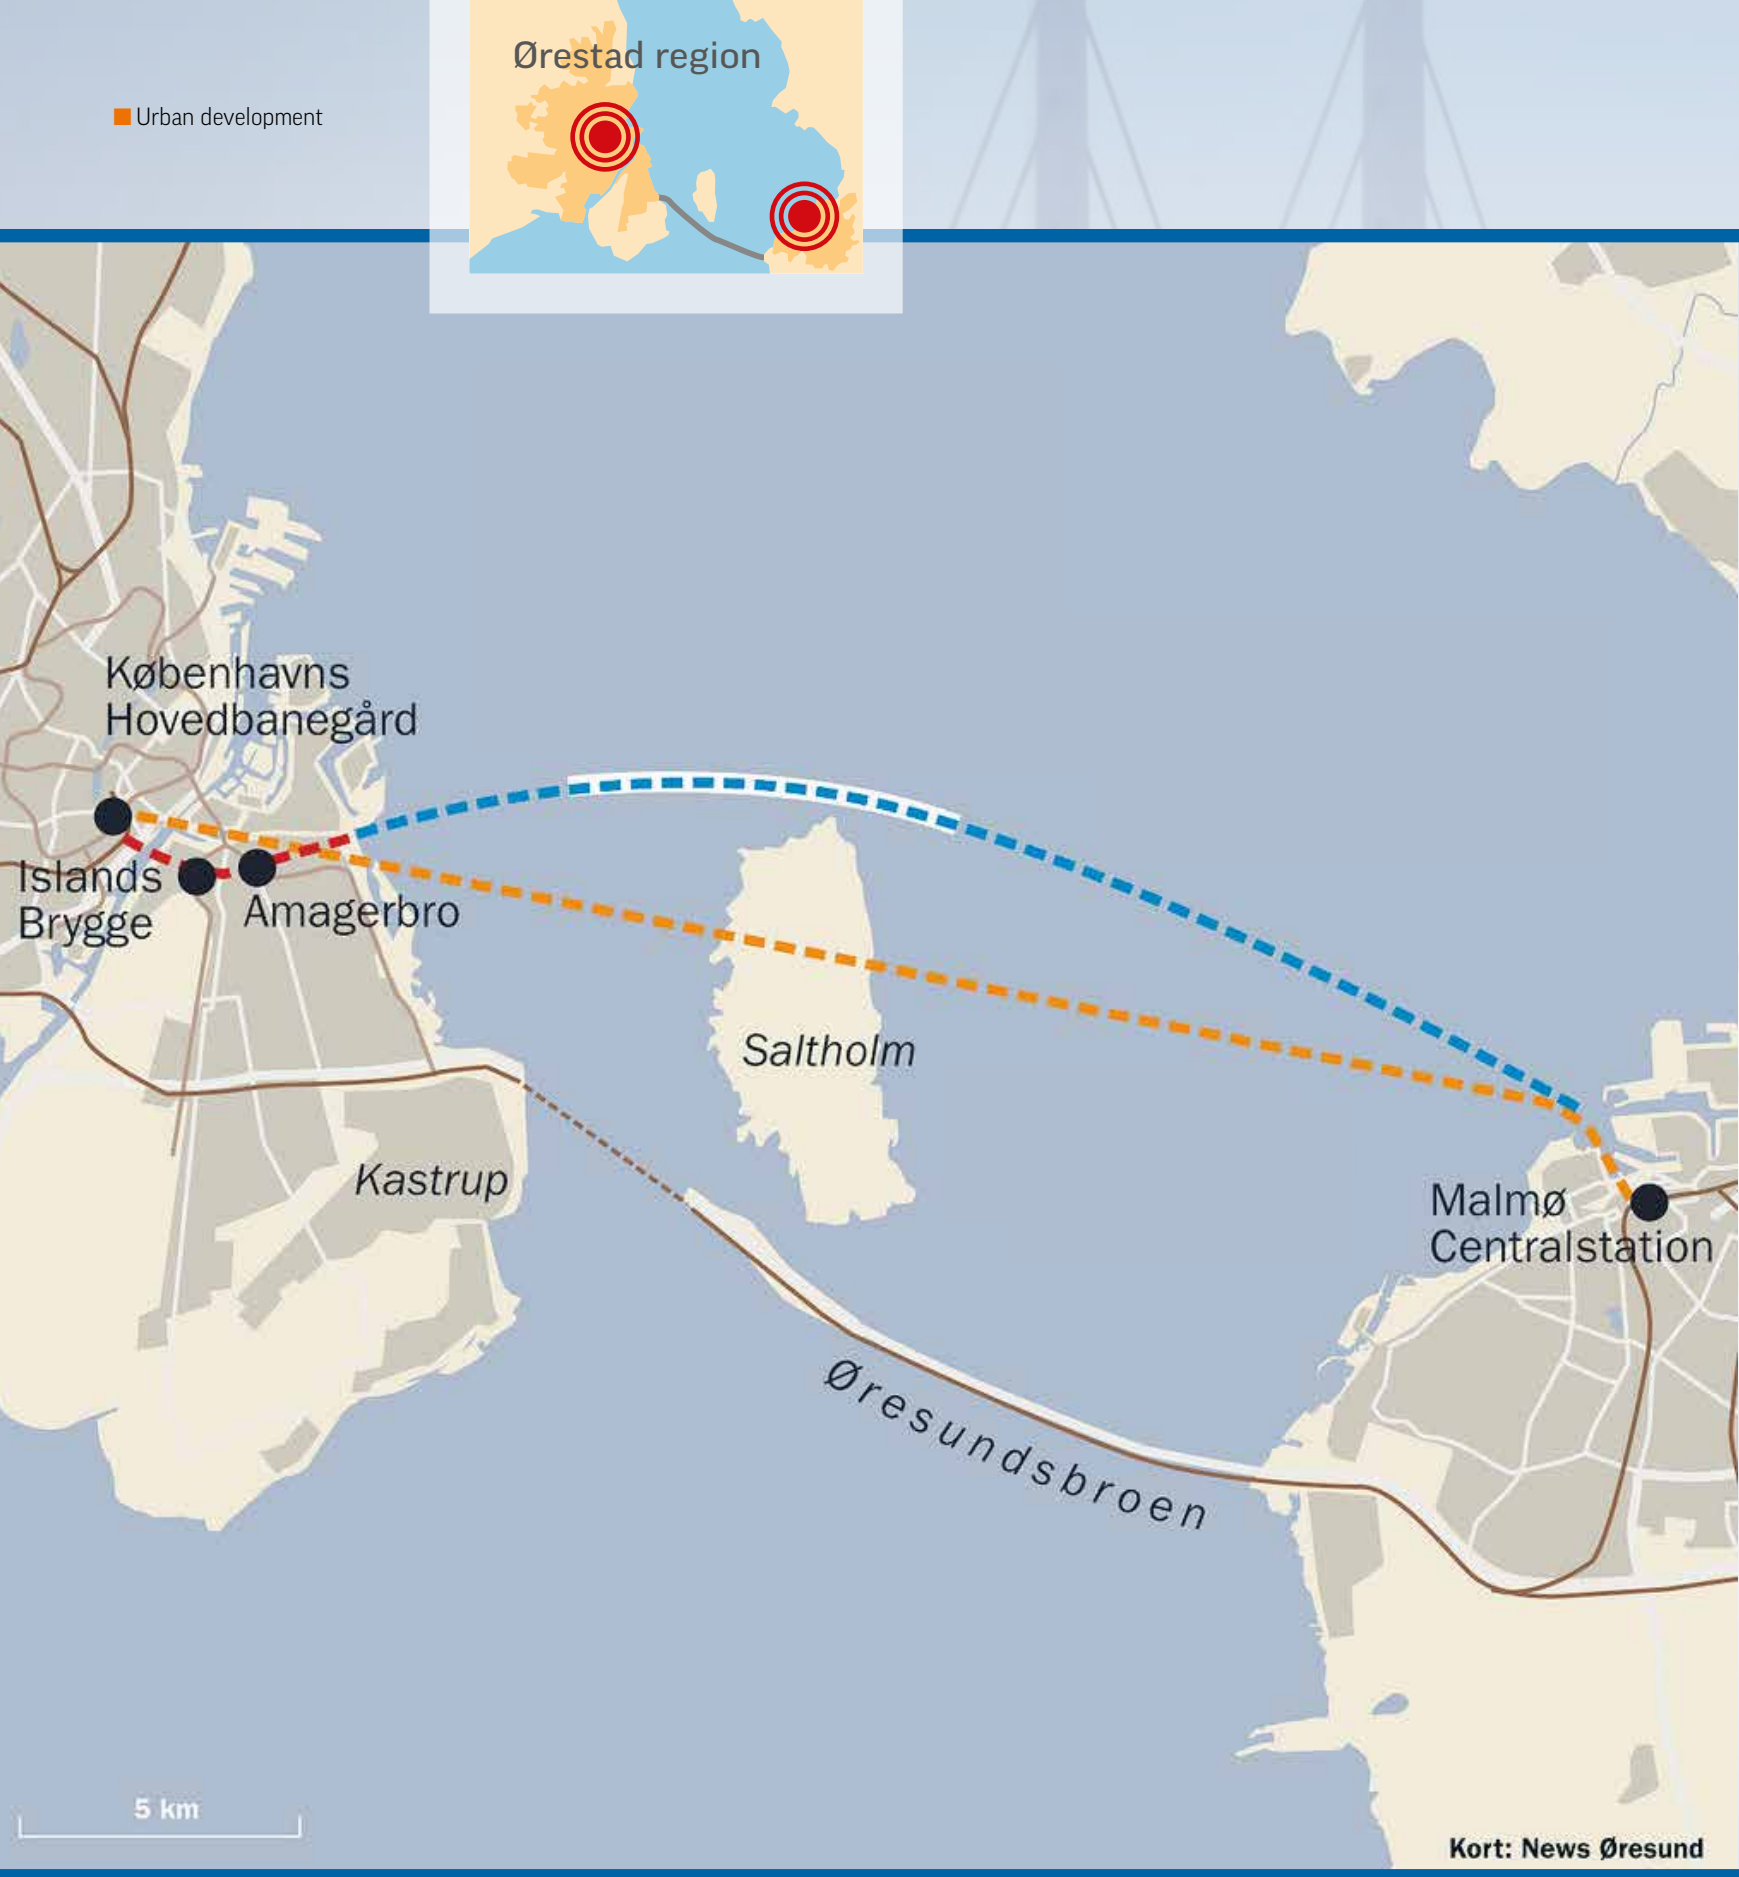 Ørestad region
Urban development
Københavns
Hovedbanegård
Islands
Brygge
Amagerbro
Saltholm
Kastrup
Malmø
Centralstation
Øresundsbroen
5 km
Kort: News Øresund